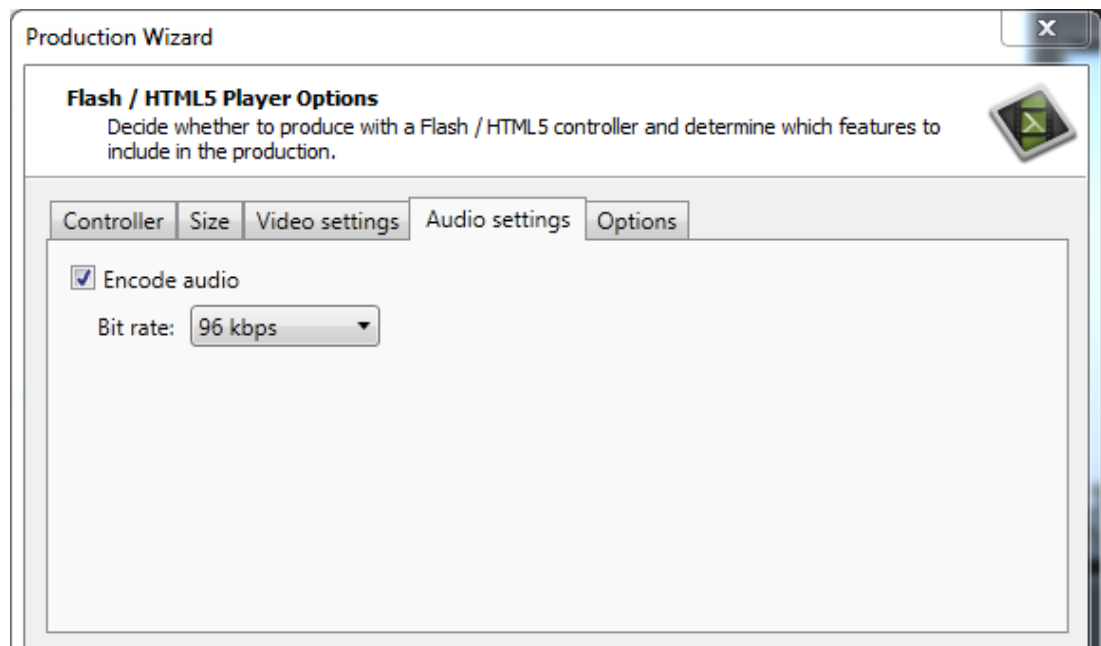 Production Wizard
X
Flash / HTML5 Player Options
Decide whether to produce with a Flash / HTML5 controller and determine which features to
include in the production.
Controller Size Video settings Audio settings Options
Encode audio
Bit rate: 96 kbps